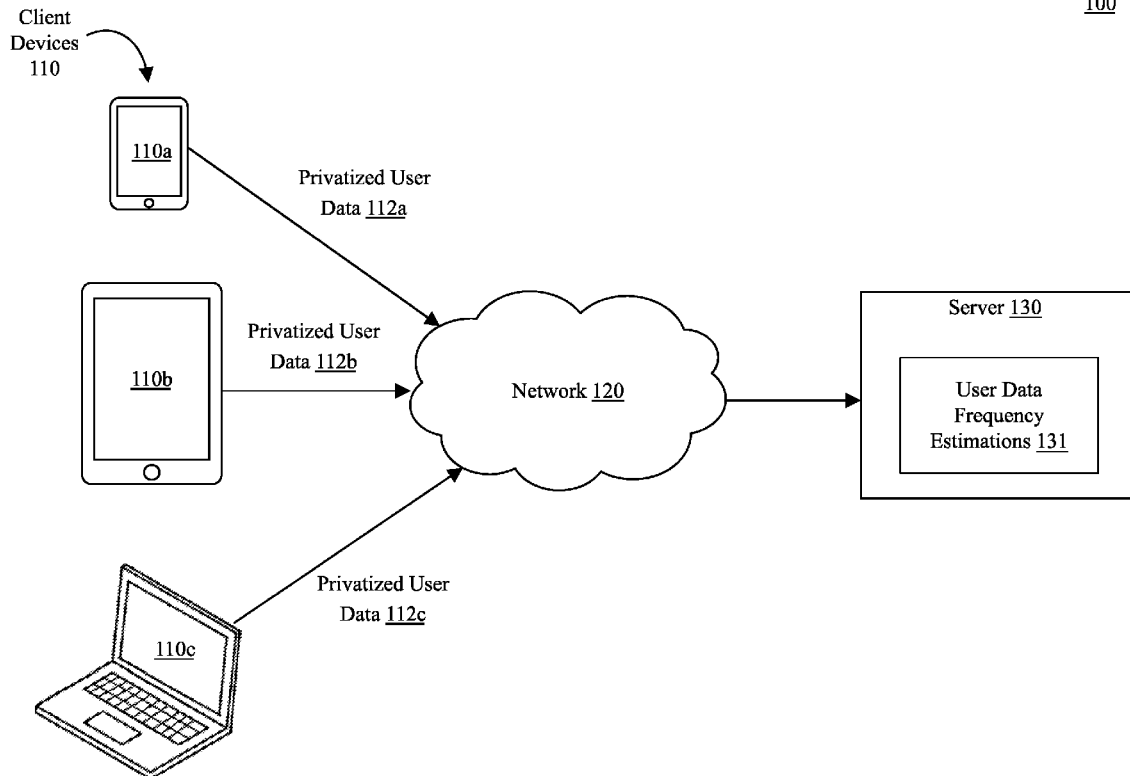 100
Client
Devices
110
110a
Privatized User
Data 112a
110b
Privatized User
Data 112b
Network 120
Server 130
User Data
Frequency
Estimations 131
110c
Privatized User
Data 112c